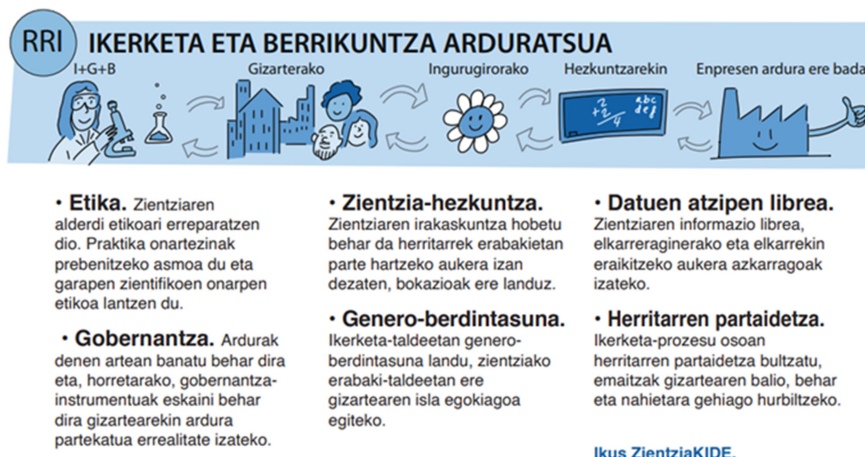 RRI
IKERKETA ETA BERRIKUNTZA ARDURATSUA
I+G+B
Gizarterako
Ingurugirorako
Hezkuntzarekin
Enpresen ardura ere bada
2
+2
4
abc
deg
• Etika. Zientziaren
alderdi etikoari erreparatzen
dio. Praktika onartezinak
prebenitzeko asmoa du eta
garapen zientifikoen onarpen
etikoa lantzen du.
• Gobernantza. Ardurak
denen artean banatu behar dira
eta, horretarako, gobernantza-
instrumentuak eskaini behar
dira gizartearekin ardura
partekatua errealitate izateko.
• Zientzia-hezkuntza.
Zientziaren irakaskuntza hobetu
behar da herritarrek erabakietan
parte hartzeko aukera izan
dezaten, bokazioak ere landuz.
• Genero-berdintasuna.
Ikerketa-taldeetan genero-
berdintasuna landu, zientziako
erabaki-taldeetan ere
gizartearen isla egokiagoa
egiteko.
• Datuen atzipen librea.
Zientziaren informazio librea,
elkarreraginerako eta elkarrekin
eraikitzeko aukera azkarragoak
izateko.
• Herritarren partaidetza.
Ikerketa-prozesu osoan
herritarren partaidetza bultzatu,
emaitzak gizartearen balio, behar
eta nahietara gehiago hurbiltzeko.
Ikus ZientziaKIDE.